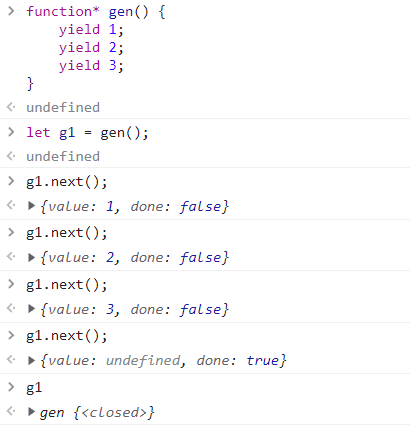 function* gen() {
    yield 1;
    yield 2;
    yield 3;
}
undefined
let g1 = gen();
undefined
g1.next();
{value: 1, done: false}
g1.next();
{value: 2, done: false}
g1.next();
{value: 3, done: false}
g1.next();
{value: undefined, done: true}
g1
gen {<closed>}